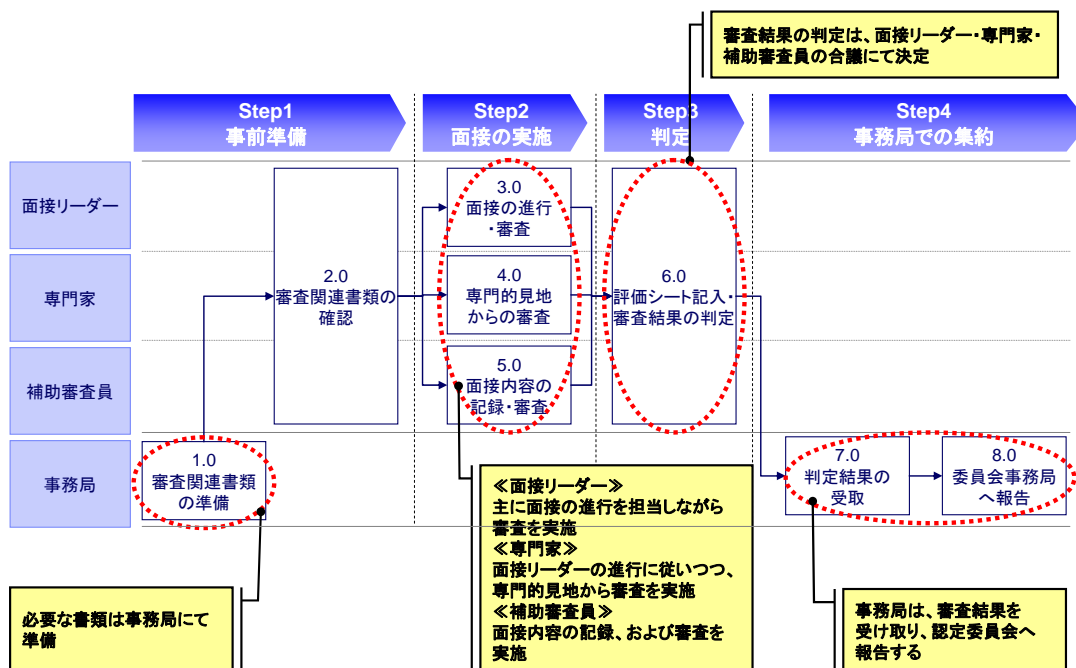 審査結果の判定は、面接リーダー・専門家・
補助審査員の合議にて決定
Step1
事前準備
Step2
面接の実施
Step3
判定
Step4
事務局での集約
面接リーダー
専門家
補助審査員
事務局
1.0
審査関連書類
の準備
2.0
審査関連書類の
確認
3.0
面接の進行
・審査
4.0
専門的見地
からの審査
5.0
面接内容の
記録・審査
6.0
評価シート記入・
審査結果の判定
7.0
判定結果の
受取
8.0
委員会事務局
へ報告
必要な書類は事務局にて
準備
≪面接リーダー≫
主に面接の進行を担当しながら
審査を実施
≪専門家≫
面接リーダーの進行に従いつつ、
専門的見地から審査を実施
≪補助審査員≫
面接内容の記録、および審査を
実施
事務局は、審査結果を
受け取り、認定委員会へ
報告する